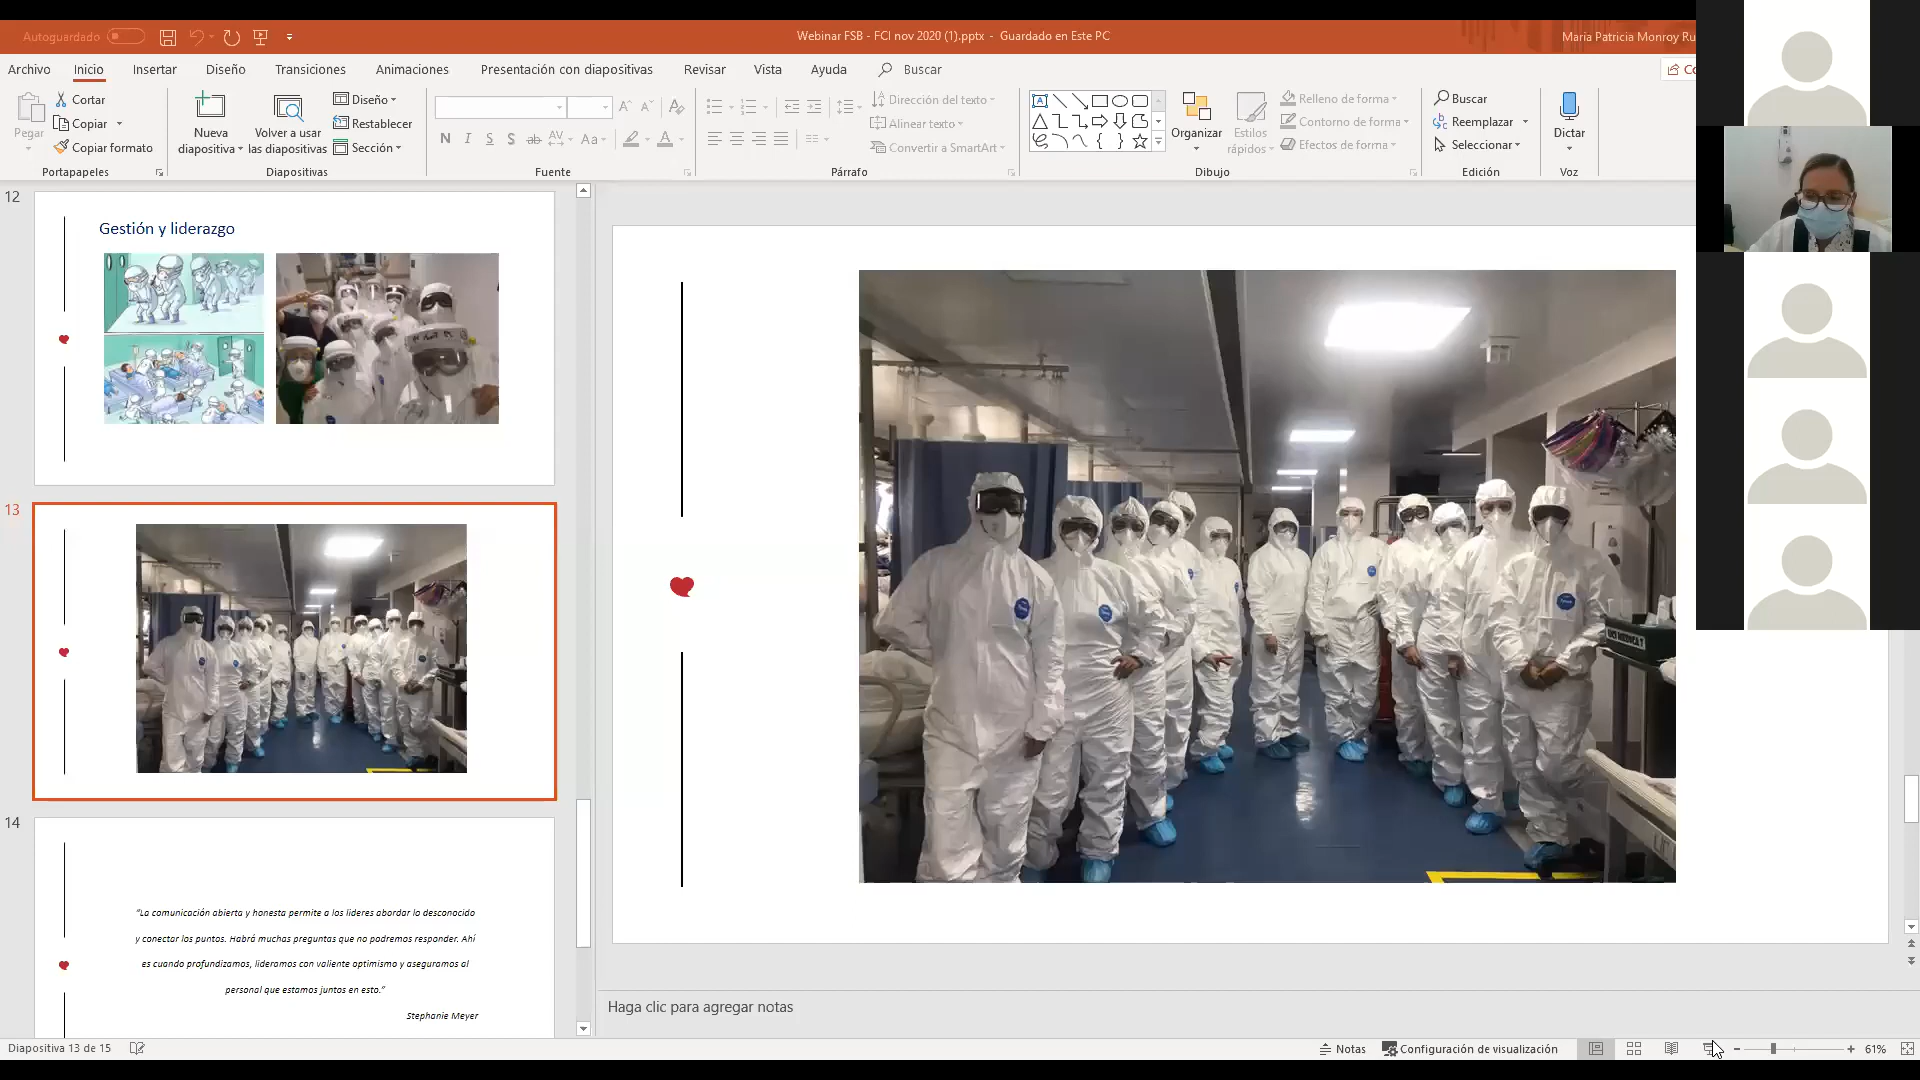 Autoguardado
Webinar FSB - FCI nov 2020 (1).pptx - Guardado en Este PC
Maria Patricia Monroy Ru
Archivo Inicio Insertar Diseño Transiciones Animaciones Presentación con diapositivas Revisar Vista Ayuda Buscar
Co
Pegar
Cortar
Copiar
Copiar formato
Portapapeles
Nueva diapositiva
Volver a usar las diapositivas
Diseño
Restablecer
Sección
Diapositivas
N K S S ab AV Aa A
Fuente
Dirección del texto
Alinear texto
Convertir a SmartArt
Párrafo
Organizar
Estilos rápidos
Relleno de forma
Contorno de forma
Efectos de forma
Dibujo
Buscar
Reemplazar
Seleccionar
Edición
Dictar
Voz
12
Gestión y liderazgo
13
14
“La comunicación abierta y honesta permite a los lideres abordar lo desconocido
y conectar los puntos. Habrá muchas preguntas que no podremos responder. Ahí
es cuando profundizamos, lideramos con valiente optimismo y aseguramos al
personal que estamos juntos en esto.”
Stephanie Meyer
Haga clic para agregar notas
Diapositiva 13 de 15
Notas
Configuración de visualización
61%